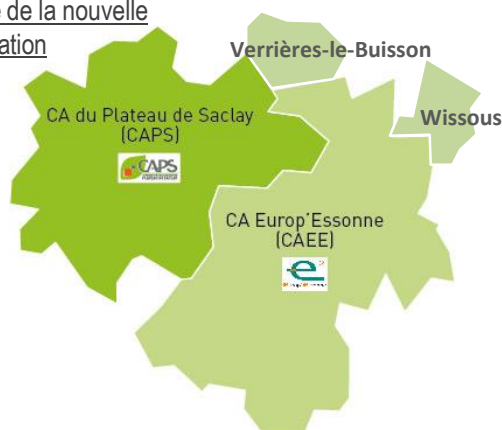 de la nouvelle
ation
Verrières-le-Buisson
Wissous
CA du Plateau de Saclay
(CAPS)
CAPS
CA Europ'Essonne
(CAEE)